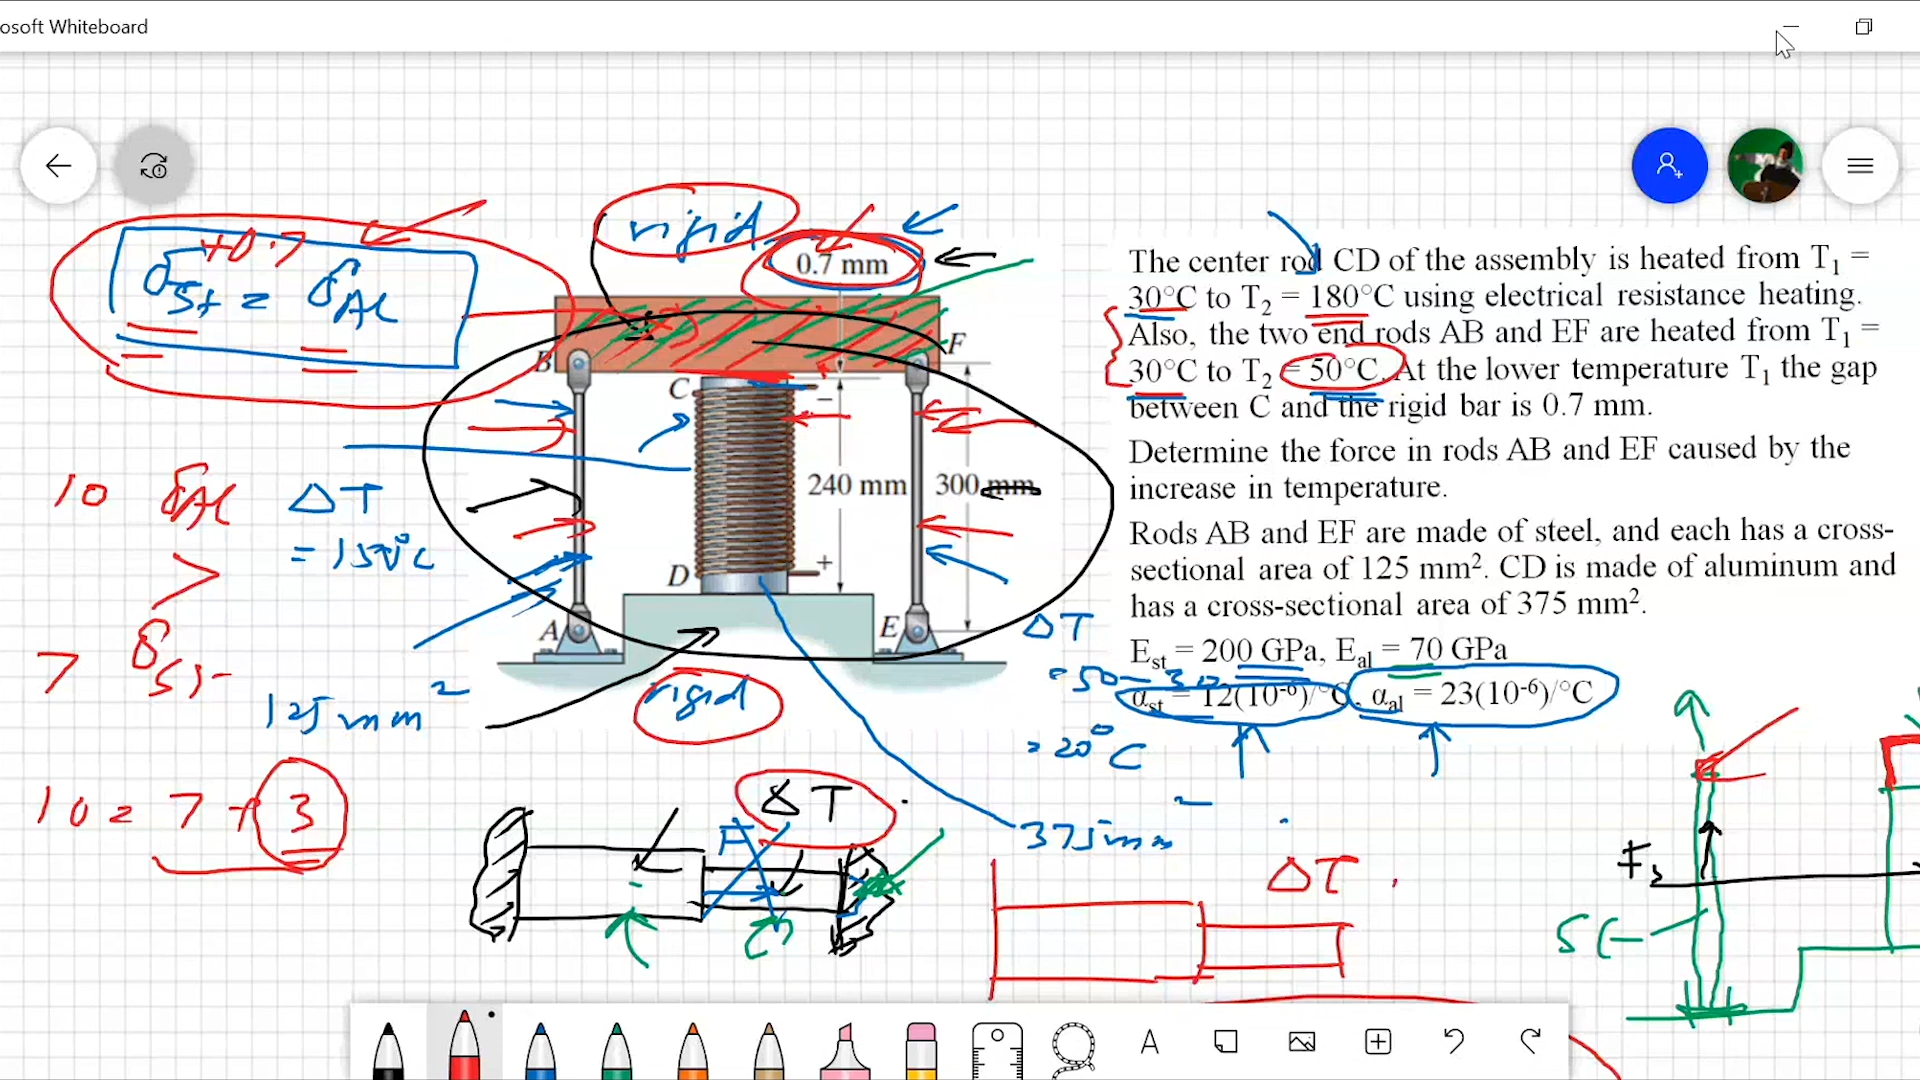 osoft Whiteboard
rigid
+0.7
δst = δAl
0.7 mm
The center rod CD of the assembly is heated from T1 =
30°C to T2 = 180°C using electrical resistance heating.
Also, the two end rods AB and EF are heated from T1 =
30°C to T2 = 50°C. At the lower temperature T1 the gap
between C and the rigid bar is 0.7 mm.
Determine the force in rods AB and EF caused by the
increase in temperature.
Rods AB and EF are made of steel, and each has a cross-
sectional area of 125 mm2. CD is made of aluminum and
has a cross-sectional area of 375 mm2.
Est = 200 GPa, Eal = 70 GPa
αst = 12(10-6)/°C, αal = 23(10-6)/°C
B
F
C
−
240 mm
300 mm
D
+
A
E
10 δAl
ΔT
= 150°C
>
7 δst
125 mm2
rigid
ΔT
= 50-30
= 20°C
10 = 7 + 3
ΔT
F
375mm2
ΔT
Fs
st
A